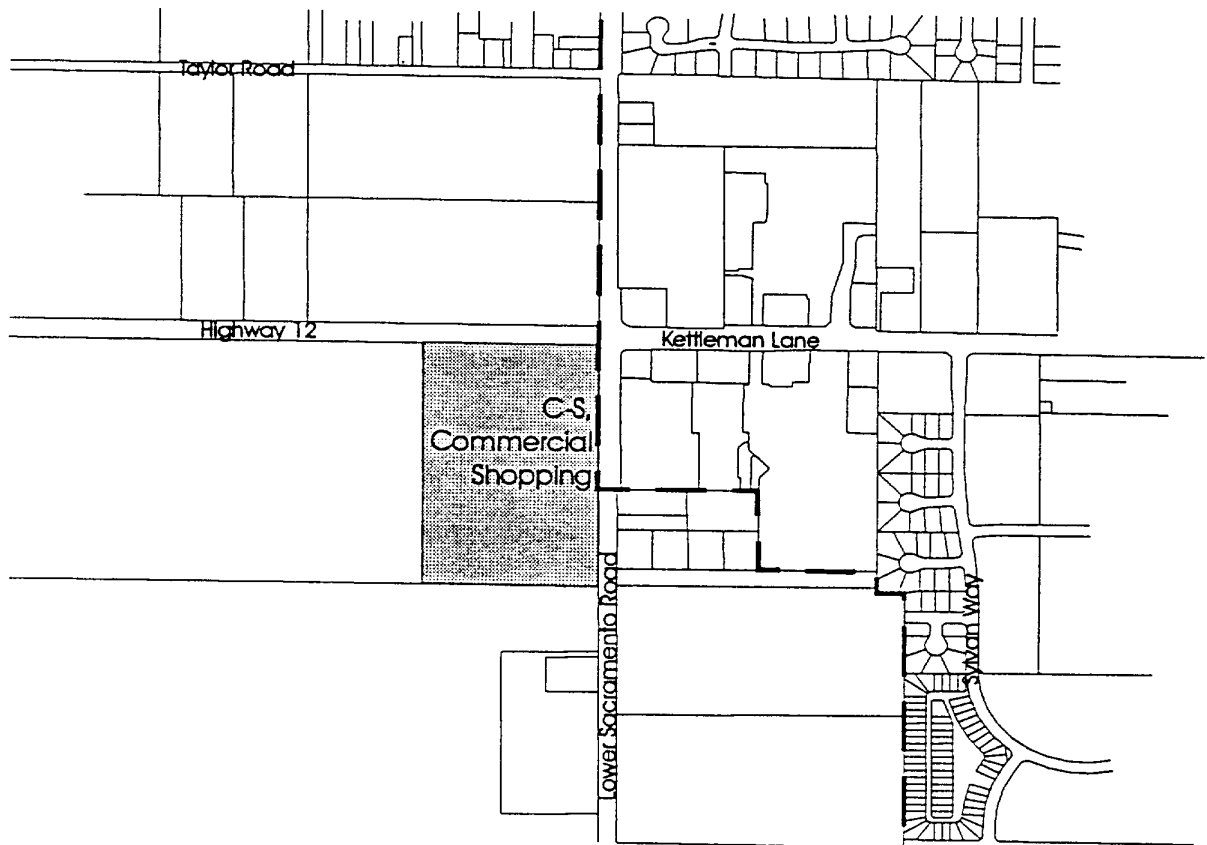 Taylor Road
Highway 12
Kettleman Lane
C-S,
Commercial
Shopping
Lower Sacramento Road
Sylvan Way